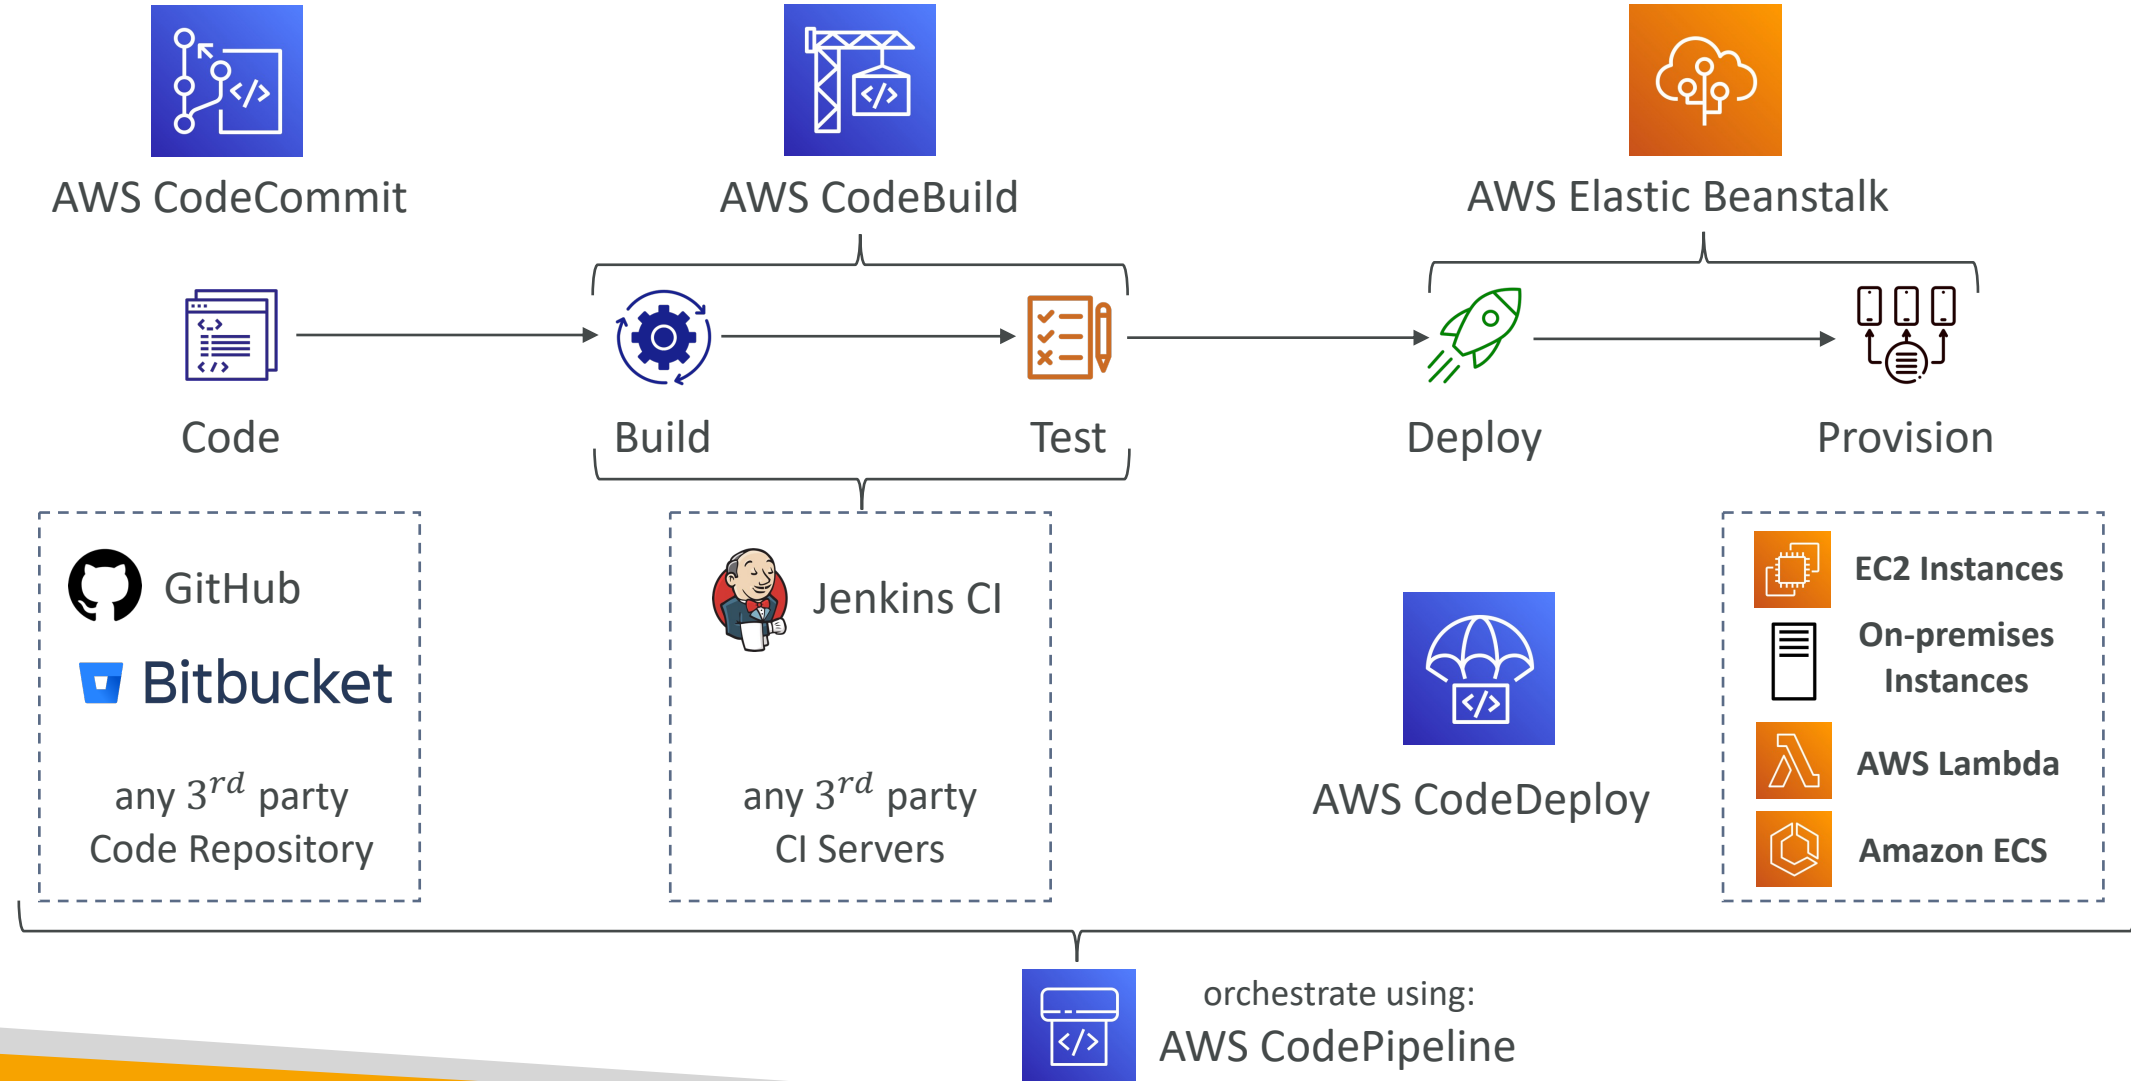 AWS CodeCommit
AWS CodeBuild
AWS Elastic Beanstalk
Code
Build
Test
Deploy
Provision
GitHub
Bitbucket
any 3rd party
Code Repository
Jenkins CI
any 3rd party
CI Servers
AWS CodeDeploy
EC2 Instances
On-premises
Instances
AWS Lambda
Amazon ECS
orchestrate using:
AWS CodePipeline